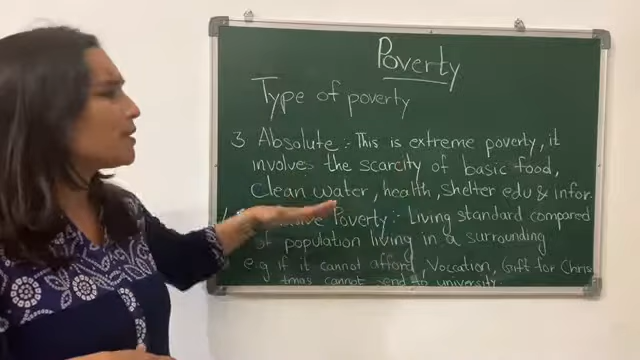 Poverty
Type of poverty
3 Absolute :- This is extreme poverty, it
involves the scarcity of basic food,
Clean water, health, Shelter edu & infor.
Poverty :- Living standard compared
of population living in a surrounding
e.g if it cannot afford, Voccation, Gift for Chris
tmas cannot send to university.